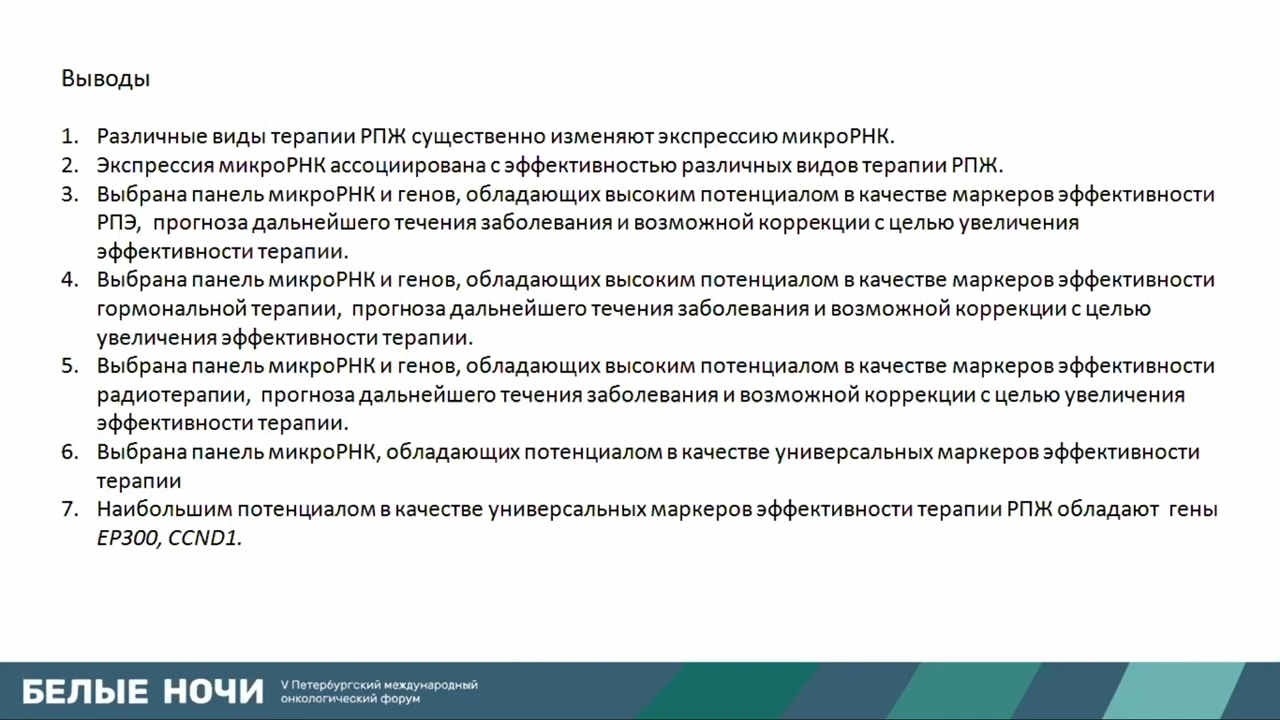 Выводы
1. Различные виды терапии РПЖ существенно изменяют экспрессию микроРНК.
2. Экспрессия микроРНК ассоциирована с эффективностью различных видов терапии РПЖ.
3. Выбрана панель микроРНК и генов, обладающих высоким потенциалом в качестве маркеров эффективности
РПЭ, прогноза дальнейшего течения заболевания и возможной коррекции с целью увеличения
эффективности терапии.
4. Выбрана панель микроРНК и генов, обладающих высоким потенциалом в качестве маркеров эффективности
гормональной терапии, прогноза дальнейшего течения заболевания и возможной коррекции с целью
увеличения эффективности терапии.
5. Выбрана панель микроРНК и генов, обладающих высоким потенциалом в качестве маркеров эффективности
радиотерапии, прогноза дальнейшего течения заболевания и возможной коррекции с целью увеличения
эффективности терапии.
6. Выбрана панель микроРНК, обладающих потенциалом в качестве универсальных маркеров эффективности
терапии
7. Наибольшим потенциалом в качестве универсальных маркеров эффективности терапии РПЖ обладают гены
EP300, CCND1.
БЕЛЫЕ НОЧИ
V Петербургский международный
онкологический форум